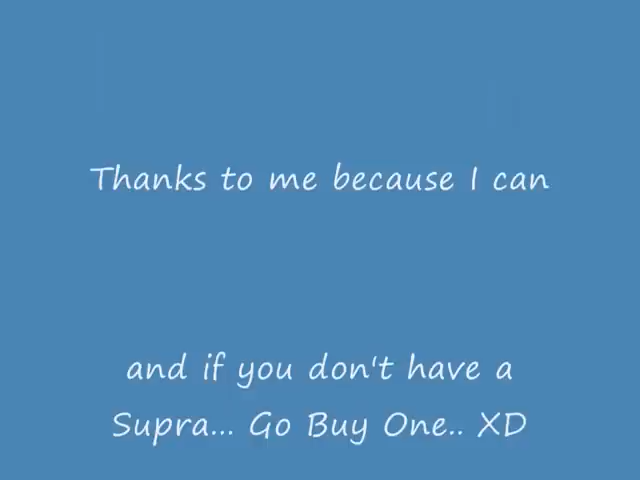 Thanks to me because I can
and if you don't have a
Supra... Go Buy One.. XD